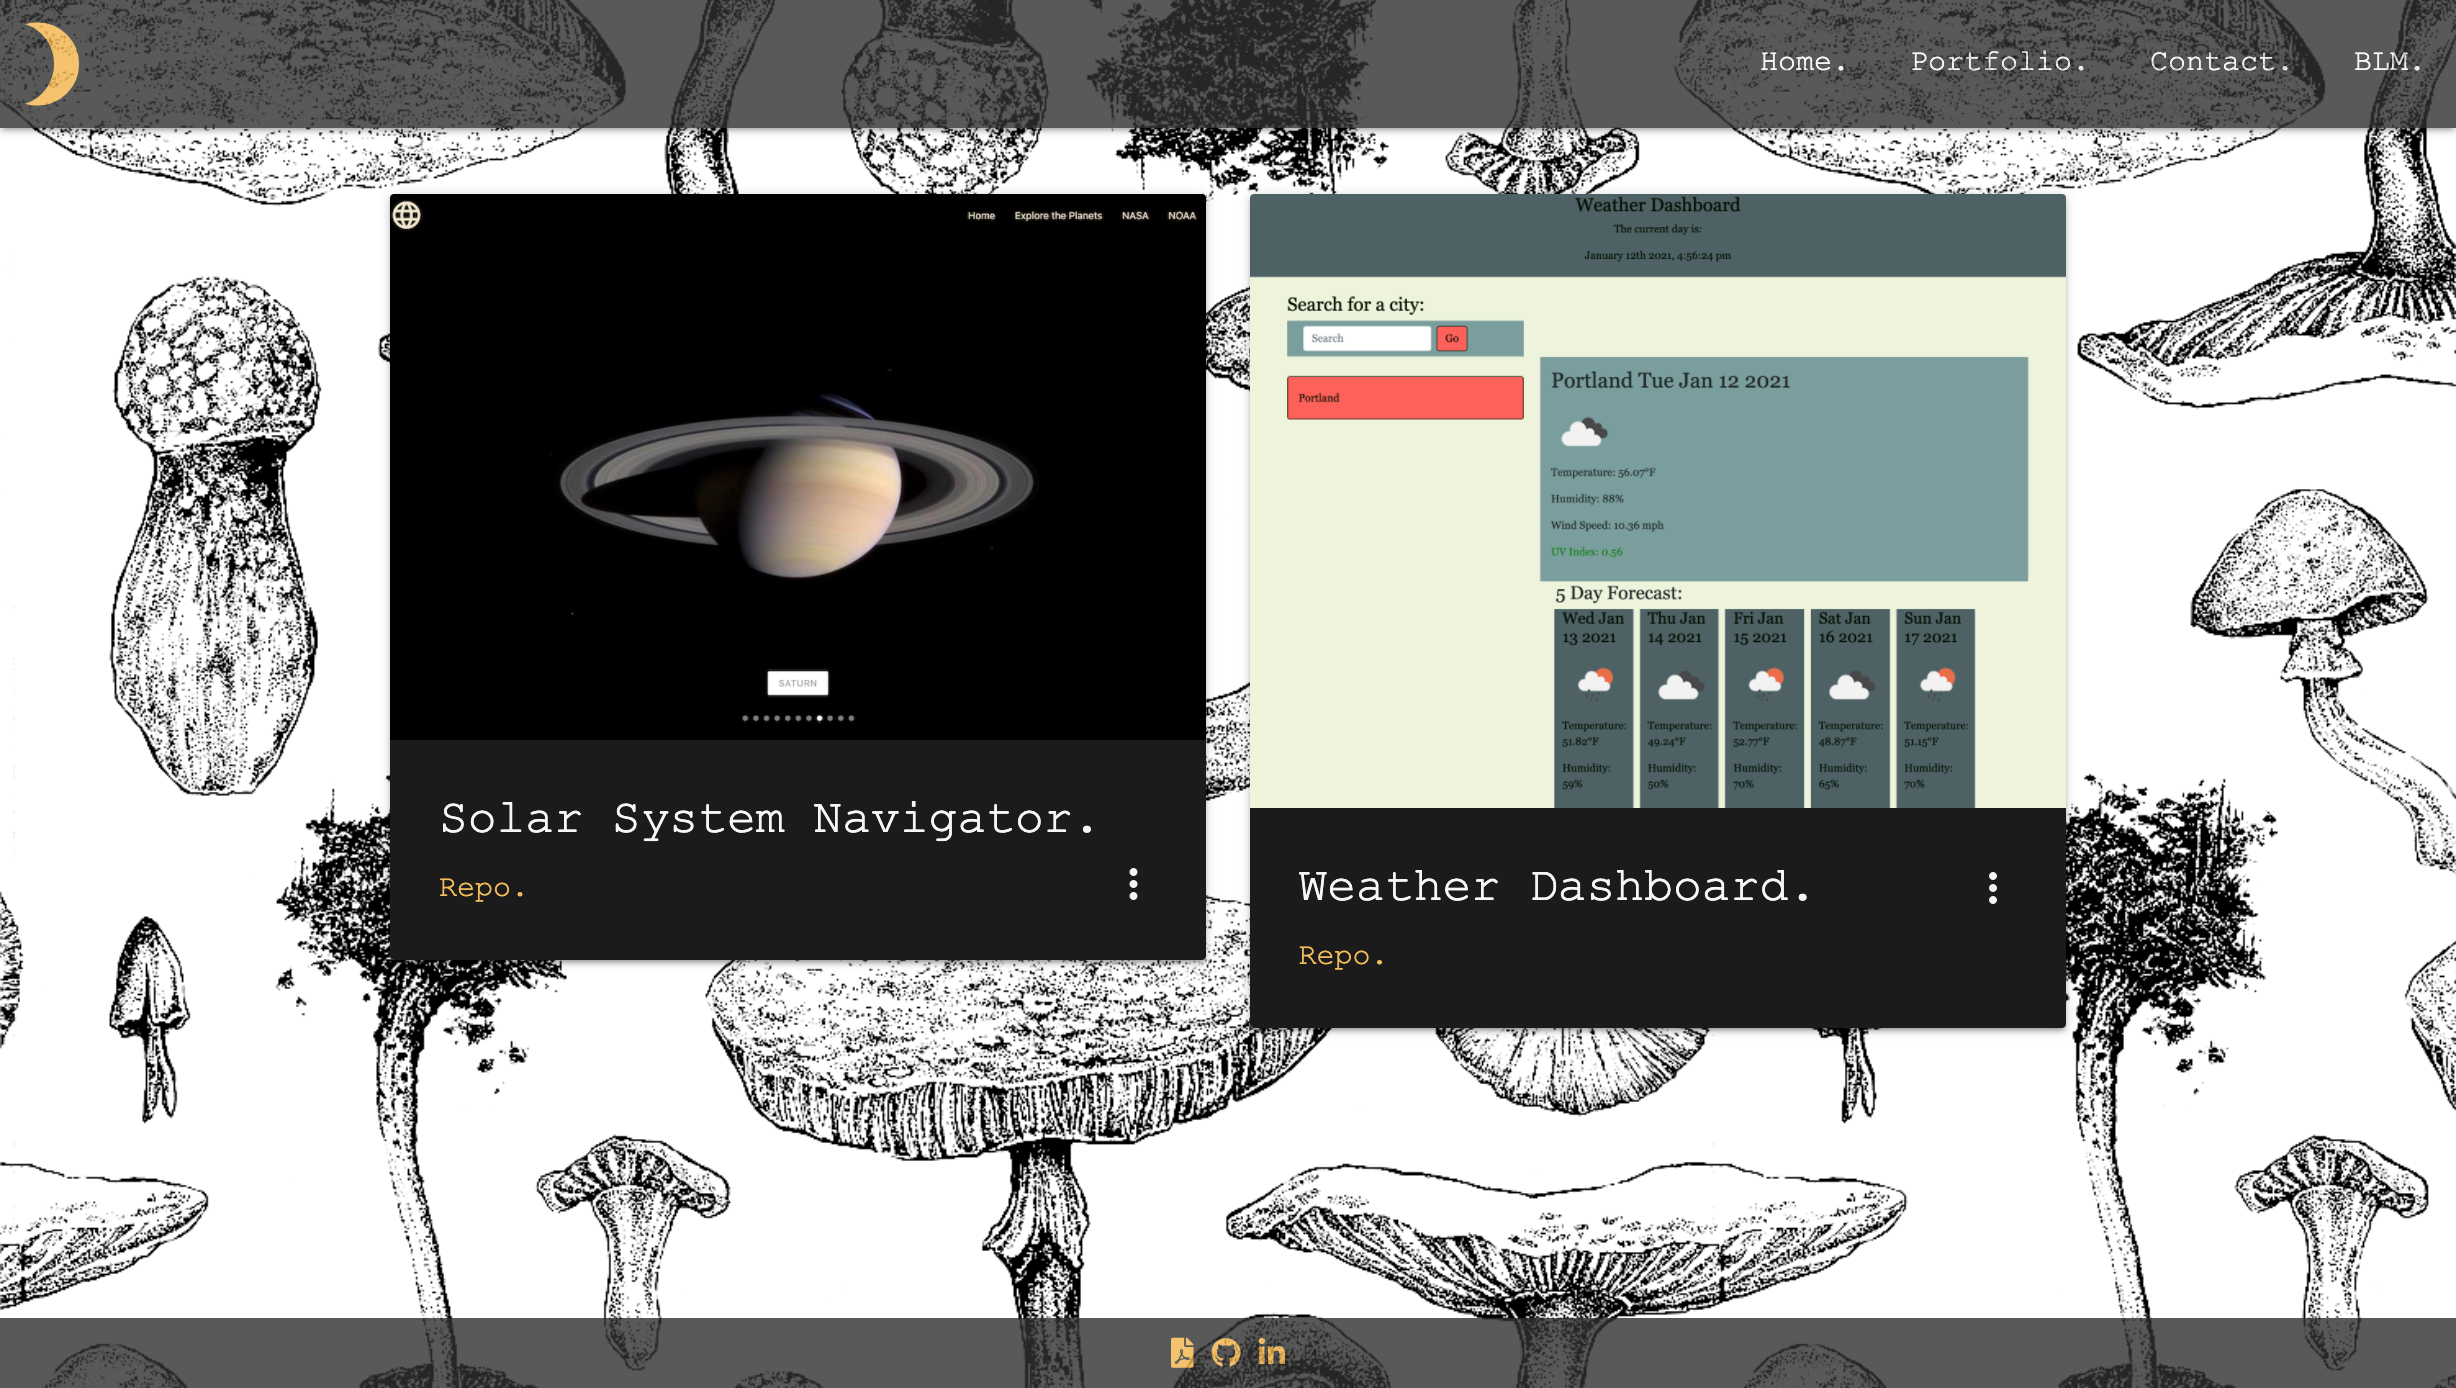 Home. Portfolio. Contact. BLM.
Home Explore the Planets NASA NOAA
SATURN
Solar System Navigator.
Repo.
Weather Dashboard
The current day is:
January 12th 2021, 4:56:24 pm
Search for a city:
Search Go
Portland
Portland Tue Jan 12 2021
Temperature: 56.07°F
Humidity: 88%
Wind Speed: 10.36 mph
UV Index: 0.56
5 Day Forecast:
Wed Jan Thu Jan Fri Jan Sat Jan Sun Jan
13 2021 14 2021 15 2021 16 2021 17 2021
Temperature: Temperature: Temperature: Temperature: Temperature:
51.82°F 49.24°F 52.77°F 48.87°F 51.15°F
Humidity: Humidity: Humidity: Humidity: Humidity:
59% 50% 70% 65% 70%
Weather Dashboard.
Repo.
in